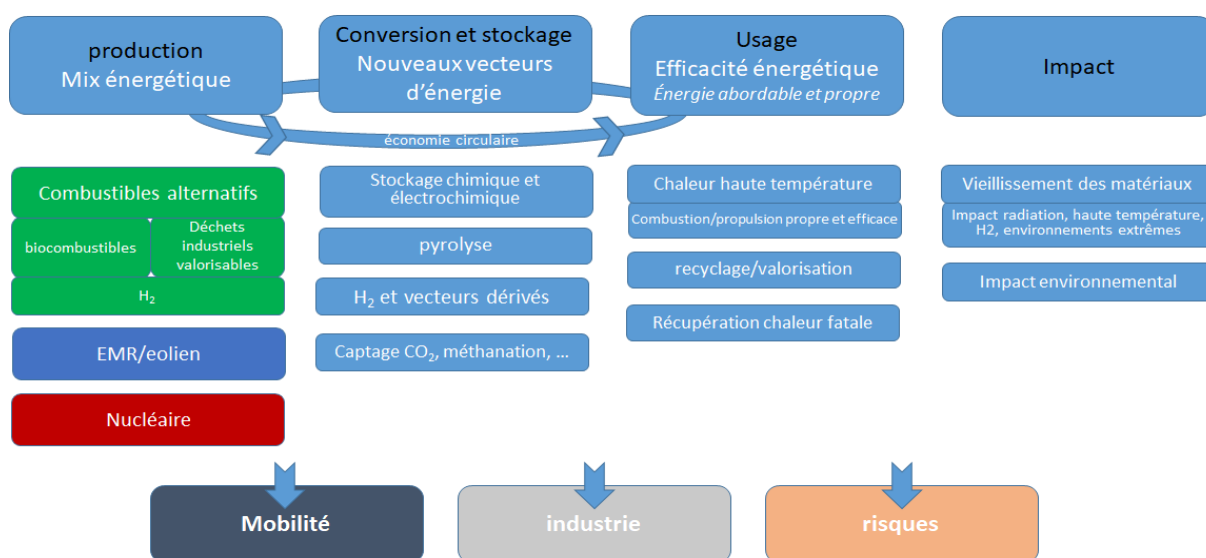 production
Mix énergétique
Conversion et stockage
Nouveaux vecteurs
d'énergie
Usage
Efficacité énergétique
Énergie abordable et propre
Impact
économie circulaire
Combustibles alternatifs
biocombustibles
Déchets
industriels
valorisables
H₂
EMR/eolien
Nucléaire
Stockage chimique et
électrochimique
pyrolyse
H₂ et vecteurs dérivés
Captage CO₂, méthanation, ...
Chaleur haute température
Combustion/propulsion propre et efficace
recyclage/valorisation
Récupération chaleur fatale
Vieillissement des matériaux
Impact radiation, haute température,
H2, environnements extrêmes
Impact environnemental
Mobilité
industrie
risques